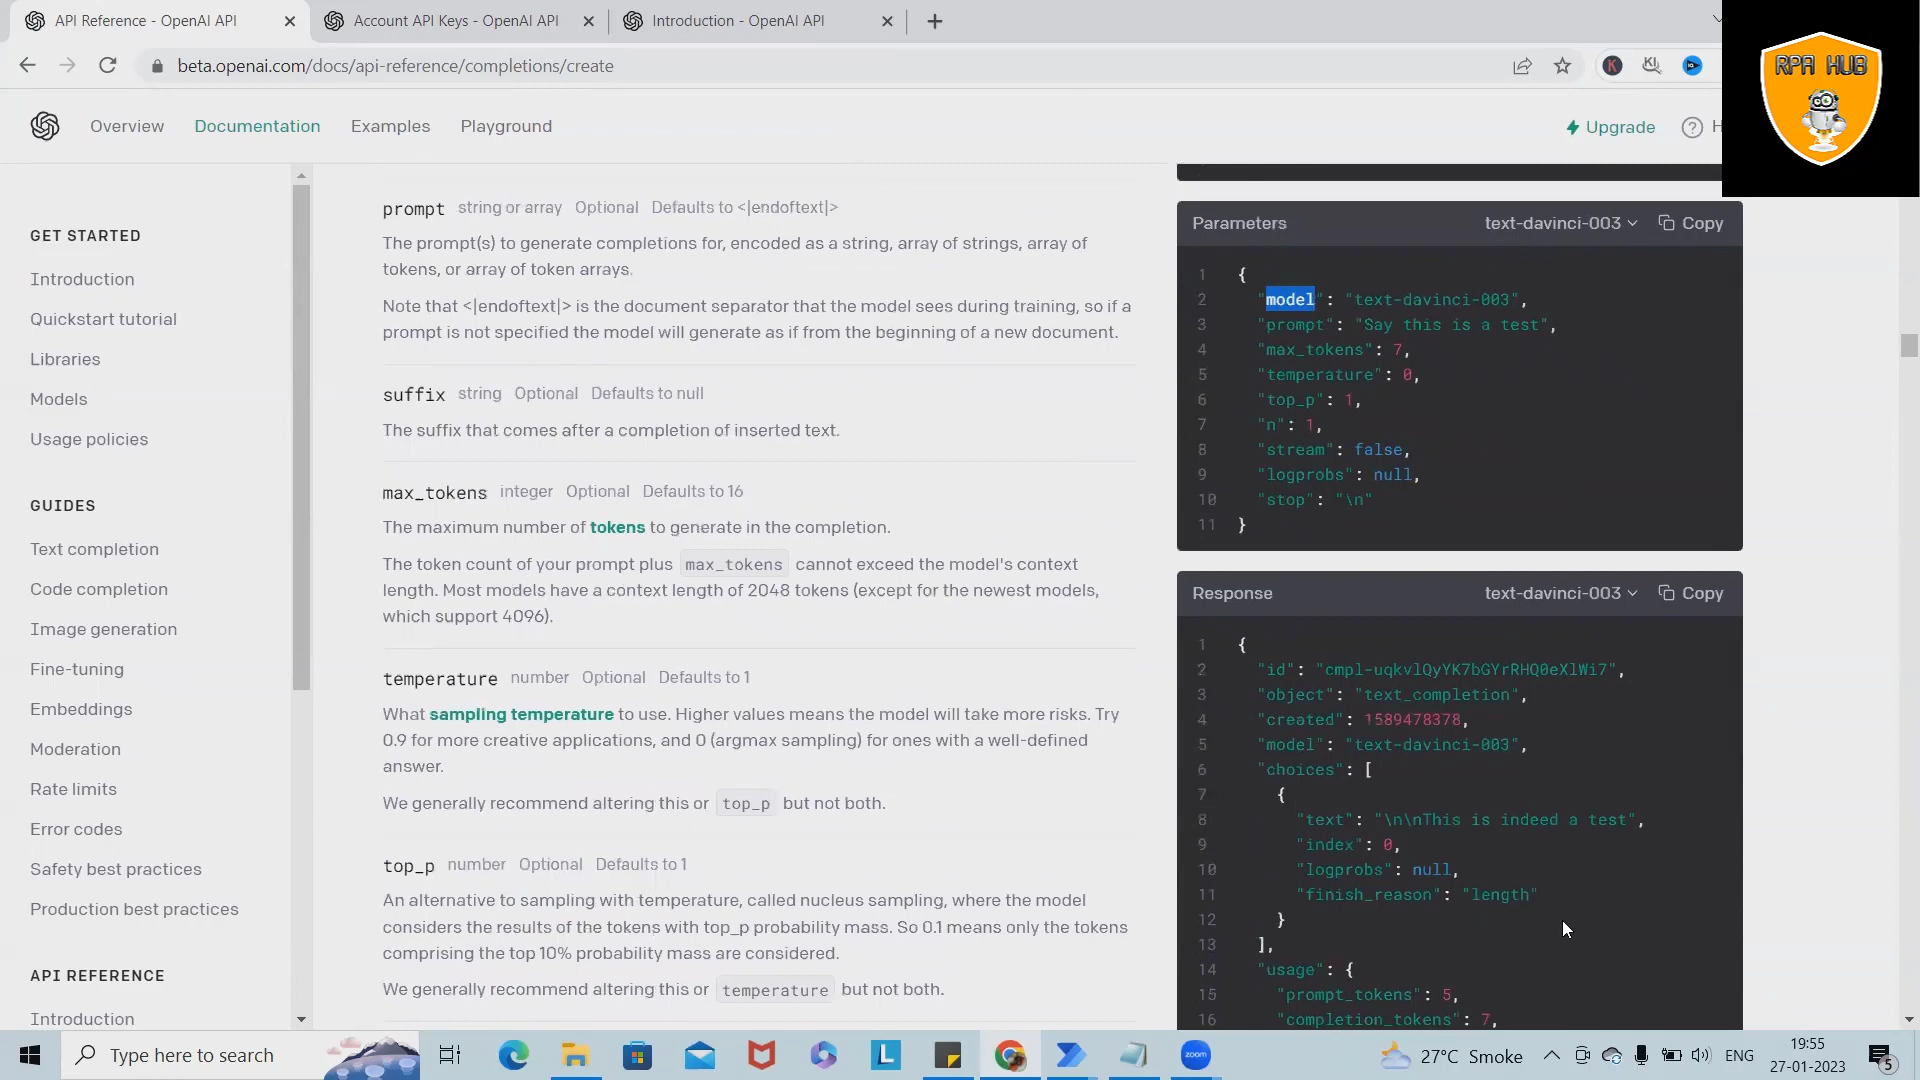 API Reference - OpenAI API
Account API Keys - OpenAI API
Introduction - OpenAI API
beta.openai.com/docs/api-reference/completions/create
RPA HUB
Overview
Documentation
Examples
Playground
Upgrade
H
GET STARTED
Introduction
Quickstart tutorial
Libraries
Models
Usage policies
GUIDES
Text completion
Code completion
Image generation
Fine-tuning
Embeddings
Moderation
Rate limits
Error codes
Safety best practices
Production best practices
API REFERENCE
Introduction
prompt string or array Optional Defaults to <|endoftext|>
The prompt(s) to generate completions for, encoded as a string, array of strings, array of
tokens, or array of token arrays.
Note that <|endoftext|> is the document separator that the model sees during training, so if a
prompt is not specified the model will generate as if from the beginning of a new document.
suffix string Optional Defaults to null
The suffix that comes after a completion of inserted text.
max_tokens integer Optional Defaults to 16
The maximum number of tokens to generate in the completion.
The token count of your prompt plus max_tokens cannot exceed the model's context
length. Most models have a context length of 2048 tokens (except for the newest models,
which support 4096).
temperature number Optional Defaults to 1
What sampling temperature to use. Higher values means the model will take more risks. Try
0.9 for more creative applications, and 0 (argmax sampling) for ones with a well-defined
answer.
We generally recommend altering this or top_p but not both.
top_p number Optional Defaults to 1
An alternative to sampling with temperature, called nucleus sampling, where the model
considers the results of the tokens with top_p probability mass. So 0.1 means only the tokens
comprising the top 10% probability mass are considered.
We generally recommend altering this or temperature but not both.
Parameters text-davinci-003 Copy
1 {
2 "model": "text-davinci-003",
3 "prompt": "Say this is a test",
4 "max_tokens": 7,
5 "temperature": 0,
6 "top_p": 1,
7 "n": 1,
8 "stream": false,
9 "logprobs": null,
10 "stop": "\n"
11 }
Response text-davinci-003 Copy
1 {
2 "id": "cmpl-uqkvlQyYK7bGYrRHQ0eXlWi7",
3 "object": "text_completion",
4 "created": 1589478378,
5 "model": "text-davinci-003",
6 "choices": [
7 {
8 "text": "\n\nThis is indeed a test",
9 "index": 0,
10 "logprobs": null,
11 "finish_reason": "length"
12 }
13 ],
14 "usage": {
15 "prompt_tokens": 5,
16 "completion_tokens": 7,
Type here to search
L
zoom
27°C Smoke
ENG
19:55
27-01-2023
5